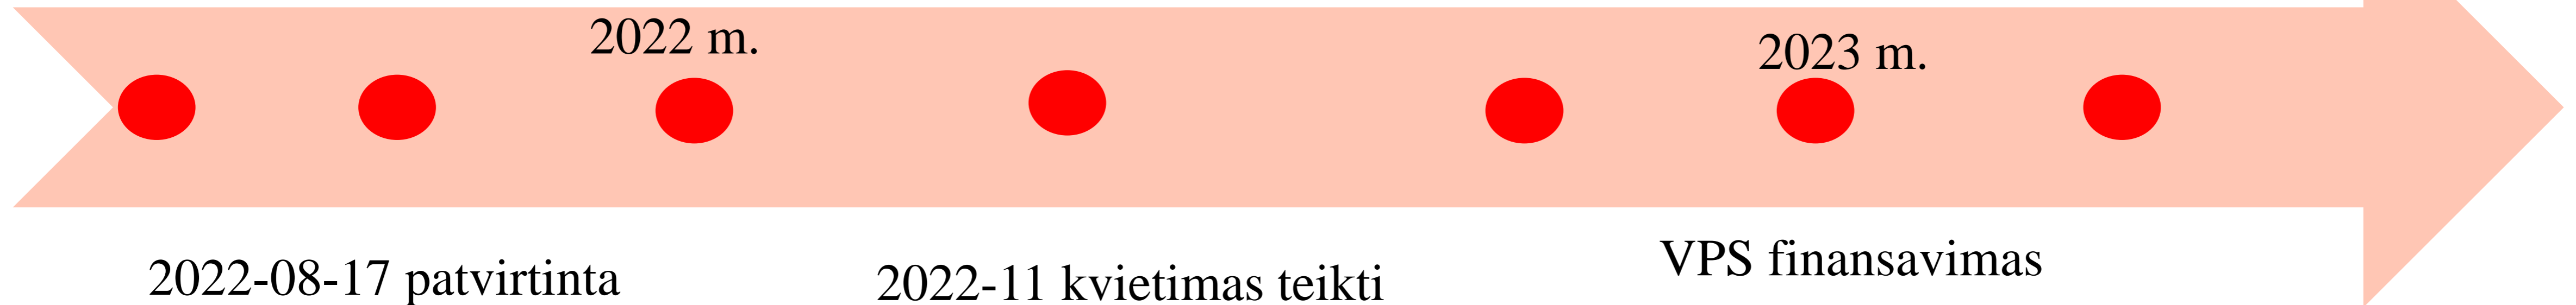 2022 m.
2023 m.
2022-08-17 patvirtinta
2022-11 kvietimas teikti
VPS finansavimas